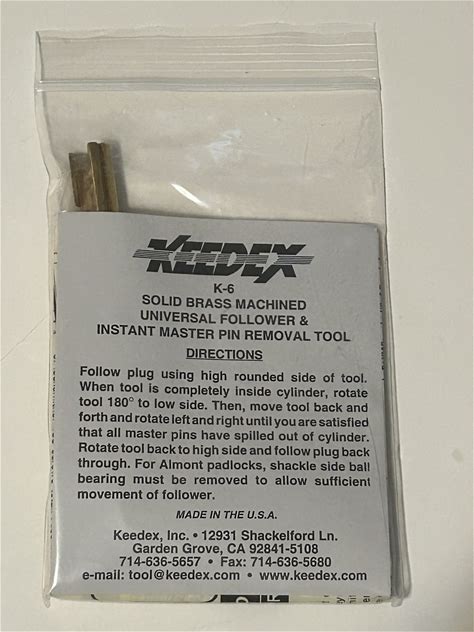 KEEDEX
K-6
SOLID BRASS MACHINED
UNIVERSAL FOLLOWER &
INSTANT MASTER PIN REMOVAL TOOL
DIRECTIONS
Follow plug using high rounded side of tool.
When tool is completely inside cylinder, rotate
tool 180° to low side. Then, move tool back and
forth and rotate left and right until you are satisfied
that all master pins have spilled out of cylinder.
Rotate tool back to high side and follow plug back
through. For Almont padlocks, shackle side ball
bearing must be removed to allow sufficient
movement of follower.
MADE IN THE U.S.A.
Keedex, Inc. • 12931 Shackelford Ln.
Garden Grove, CA 92841-5108
714-636-5657 • Fax: 714-636-5680
e-mail: tool@keedex.com • www.keedex.com